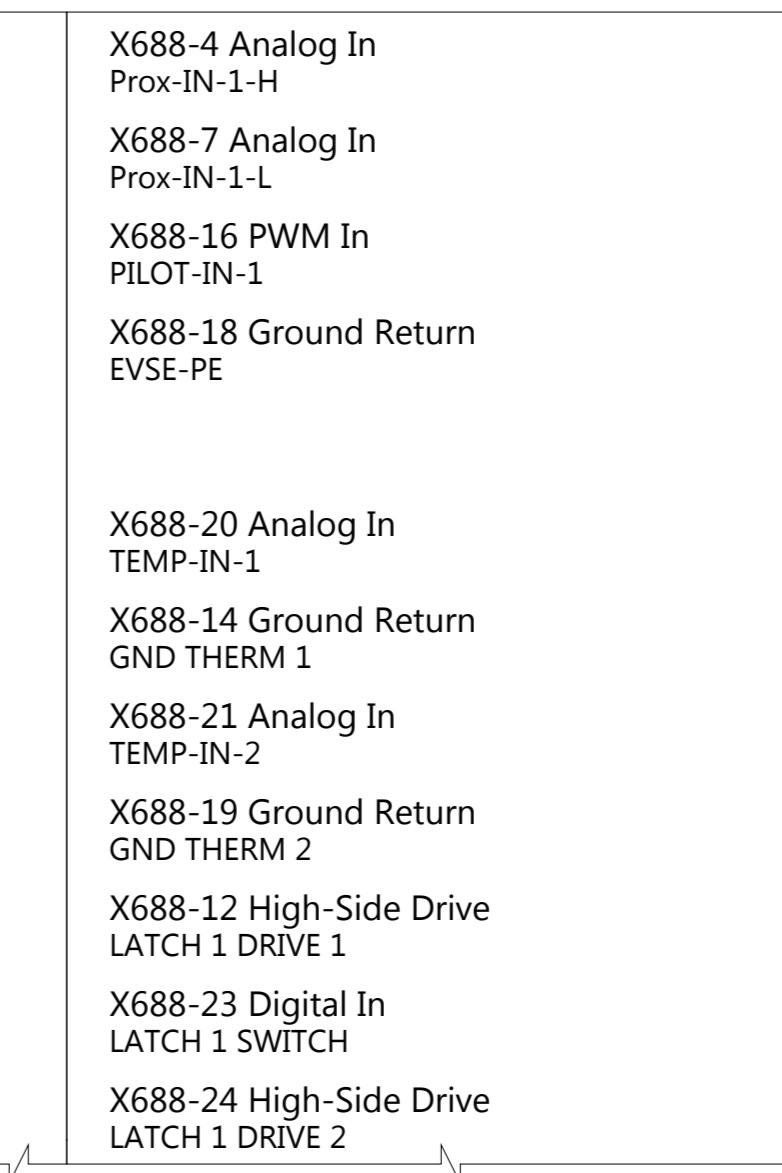 X688-4 Analog In
Prox-IN-1-H
X688-7 Analog In
Prox-IN-1-L
X688-16 PWM In
PILOT-IN-1
X688-18 Ground Return
EVSE-PE
X688-20 Analog In
TEMP-IN-1
X688-14 Ground Return
GND THERM 1
X688-21 Analog In
TEMP-IN-2
X688-19 Ground Return
GND THERM 2
X688-12 High-Side Drive
LATCH 1 DRIVE 1
X688-23 Digital In
LATCH 1 SWITCH
X688-24 High-Side Drive
LATCH 1 DRIVE 2